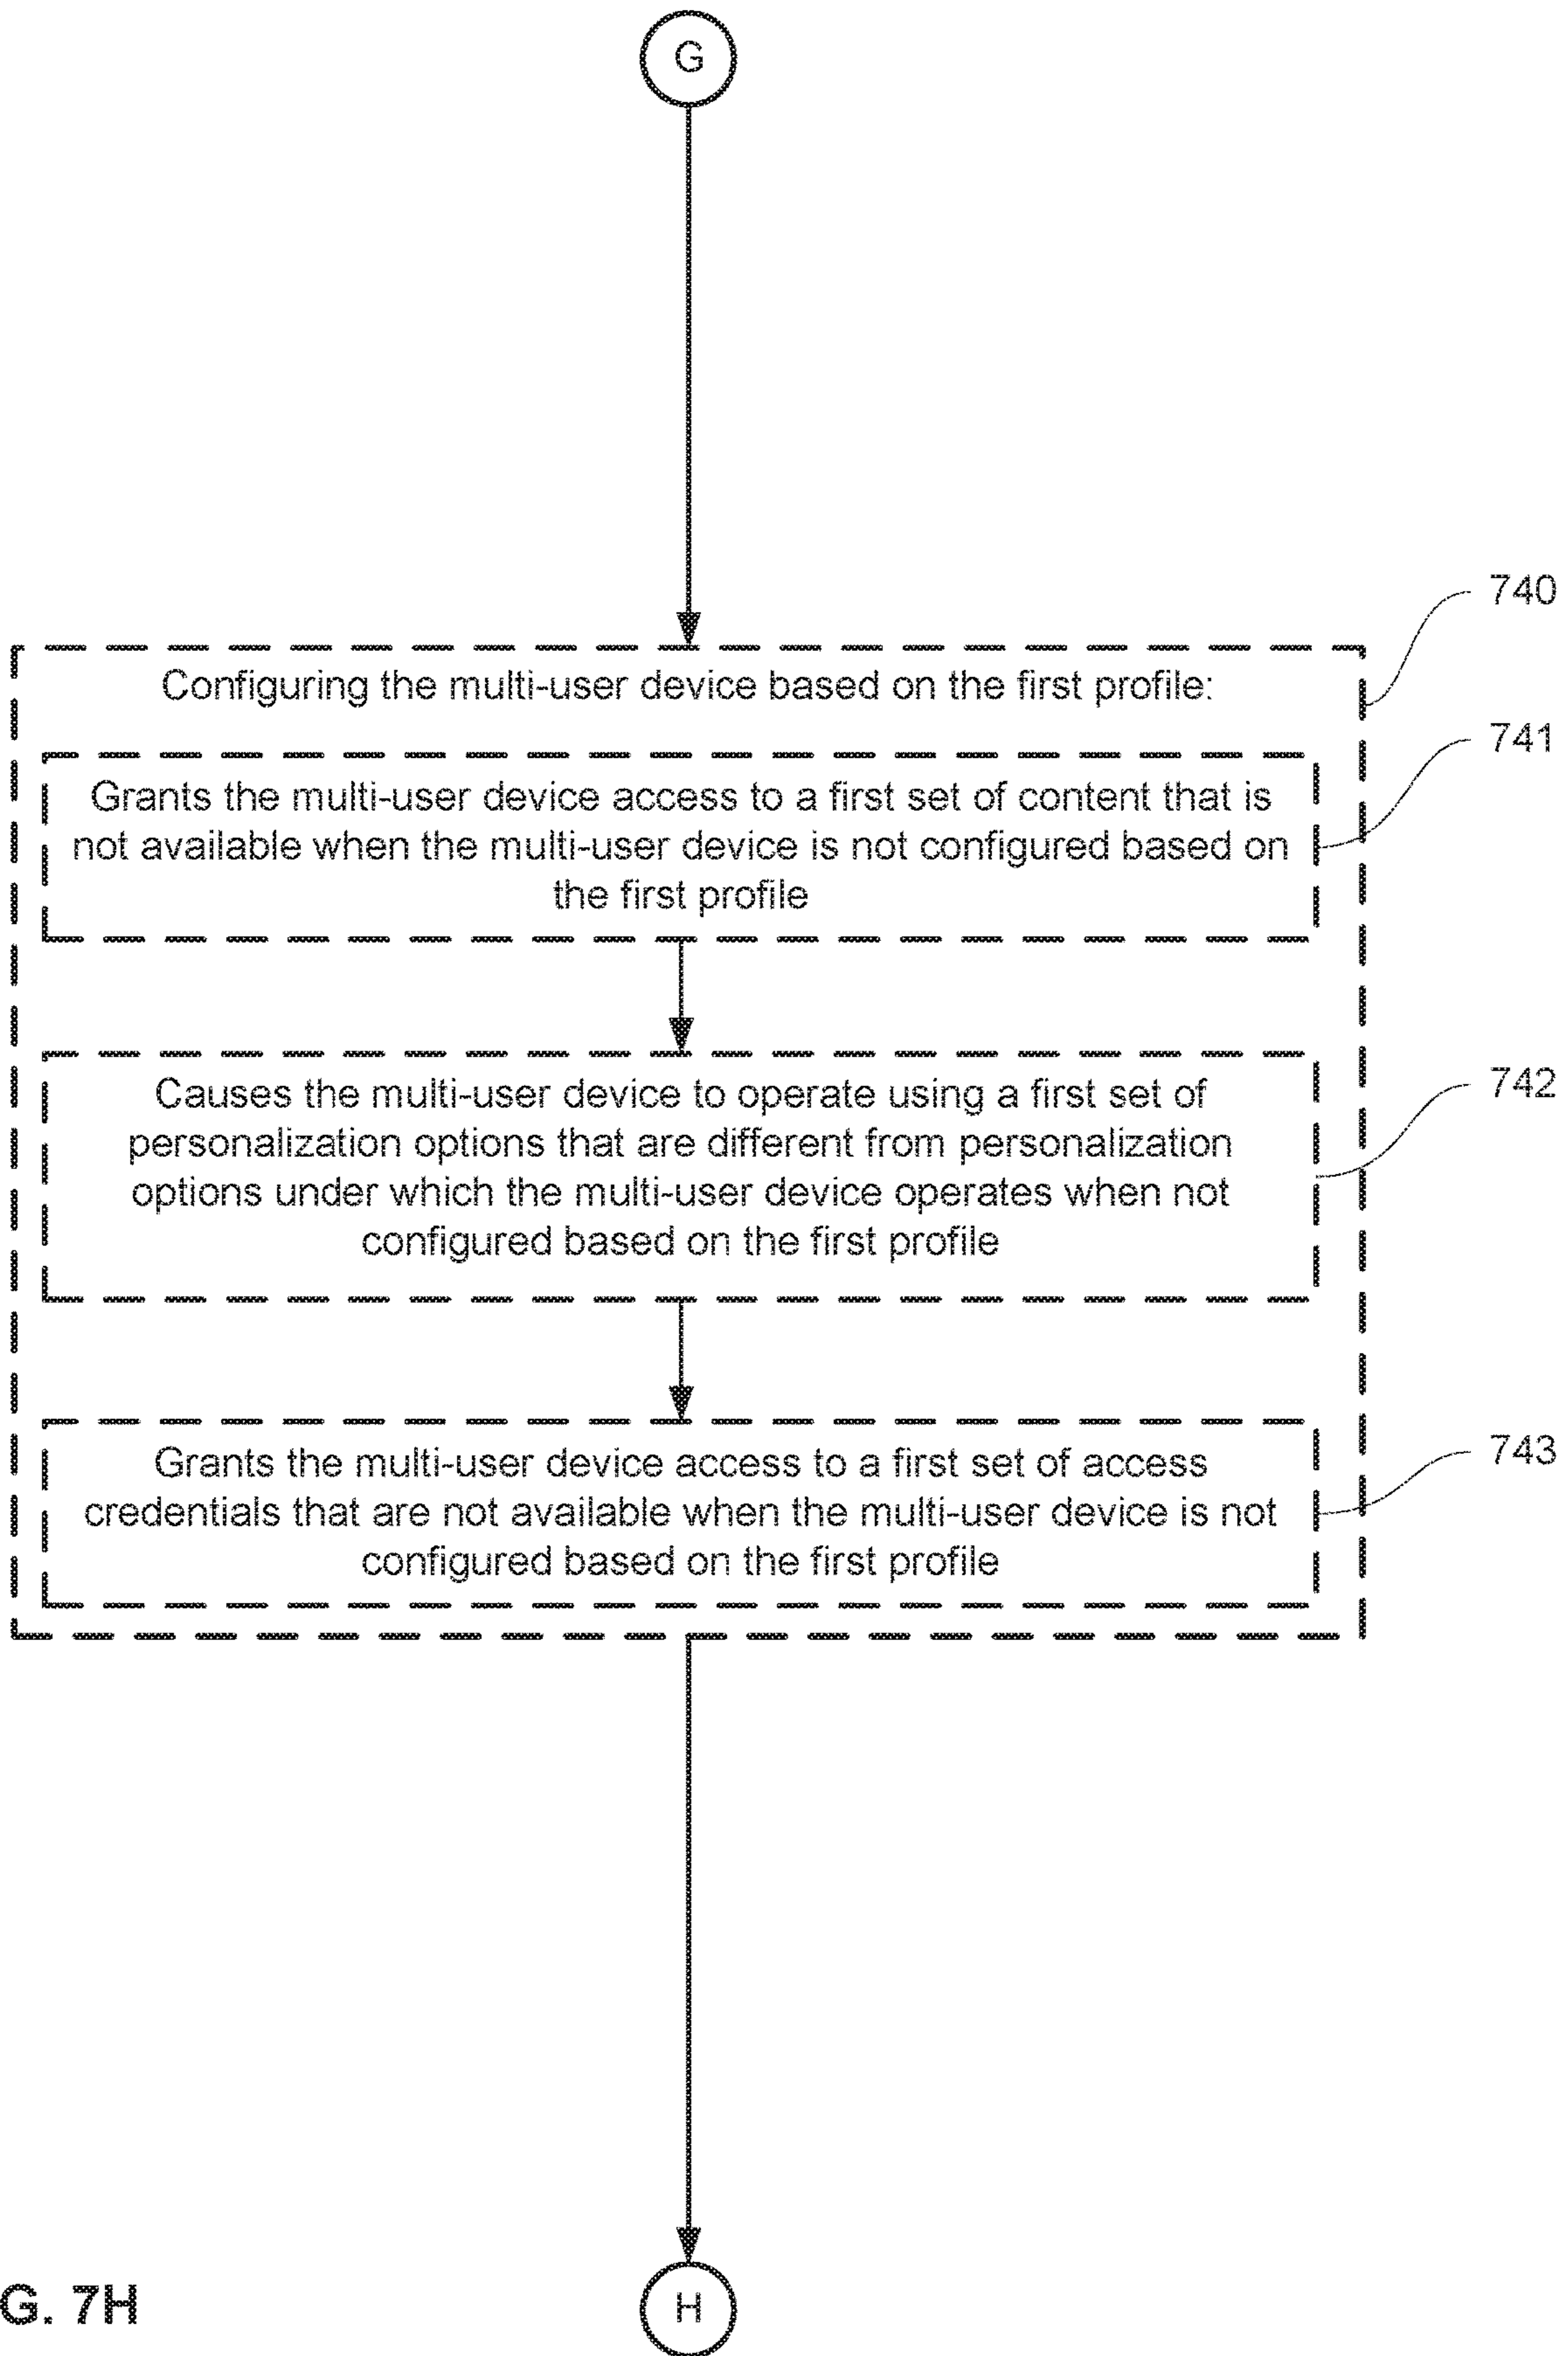 G
740
Configuring the multi-user device based on the first profile:
741
Grants the multi-user device access to a first set of content that is
not available when the multi-user device is not configured based on
the first profile
742
Causes the multi-user device to operate using a first set of
personalization options that are different from personalization
options under which the multi-user device operates when not
configured based on the first profile
743
Grants the multi-user device access to a first set of access
credentials that are not available when the multi-user device is not
configured based on the first profile
G. 7H
H